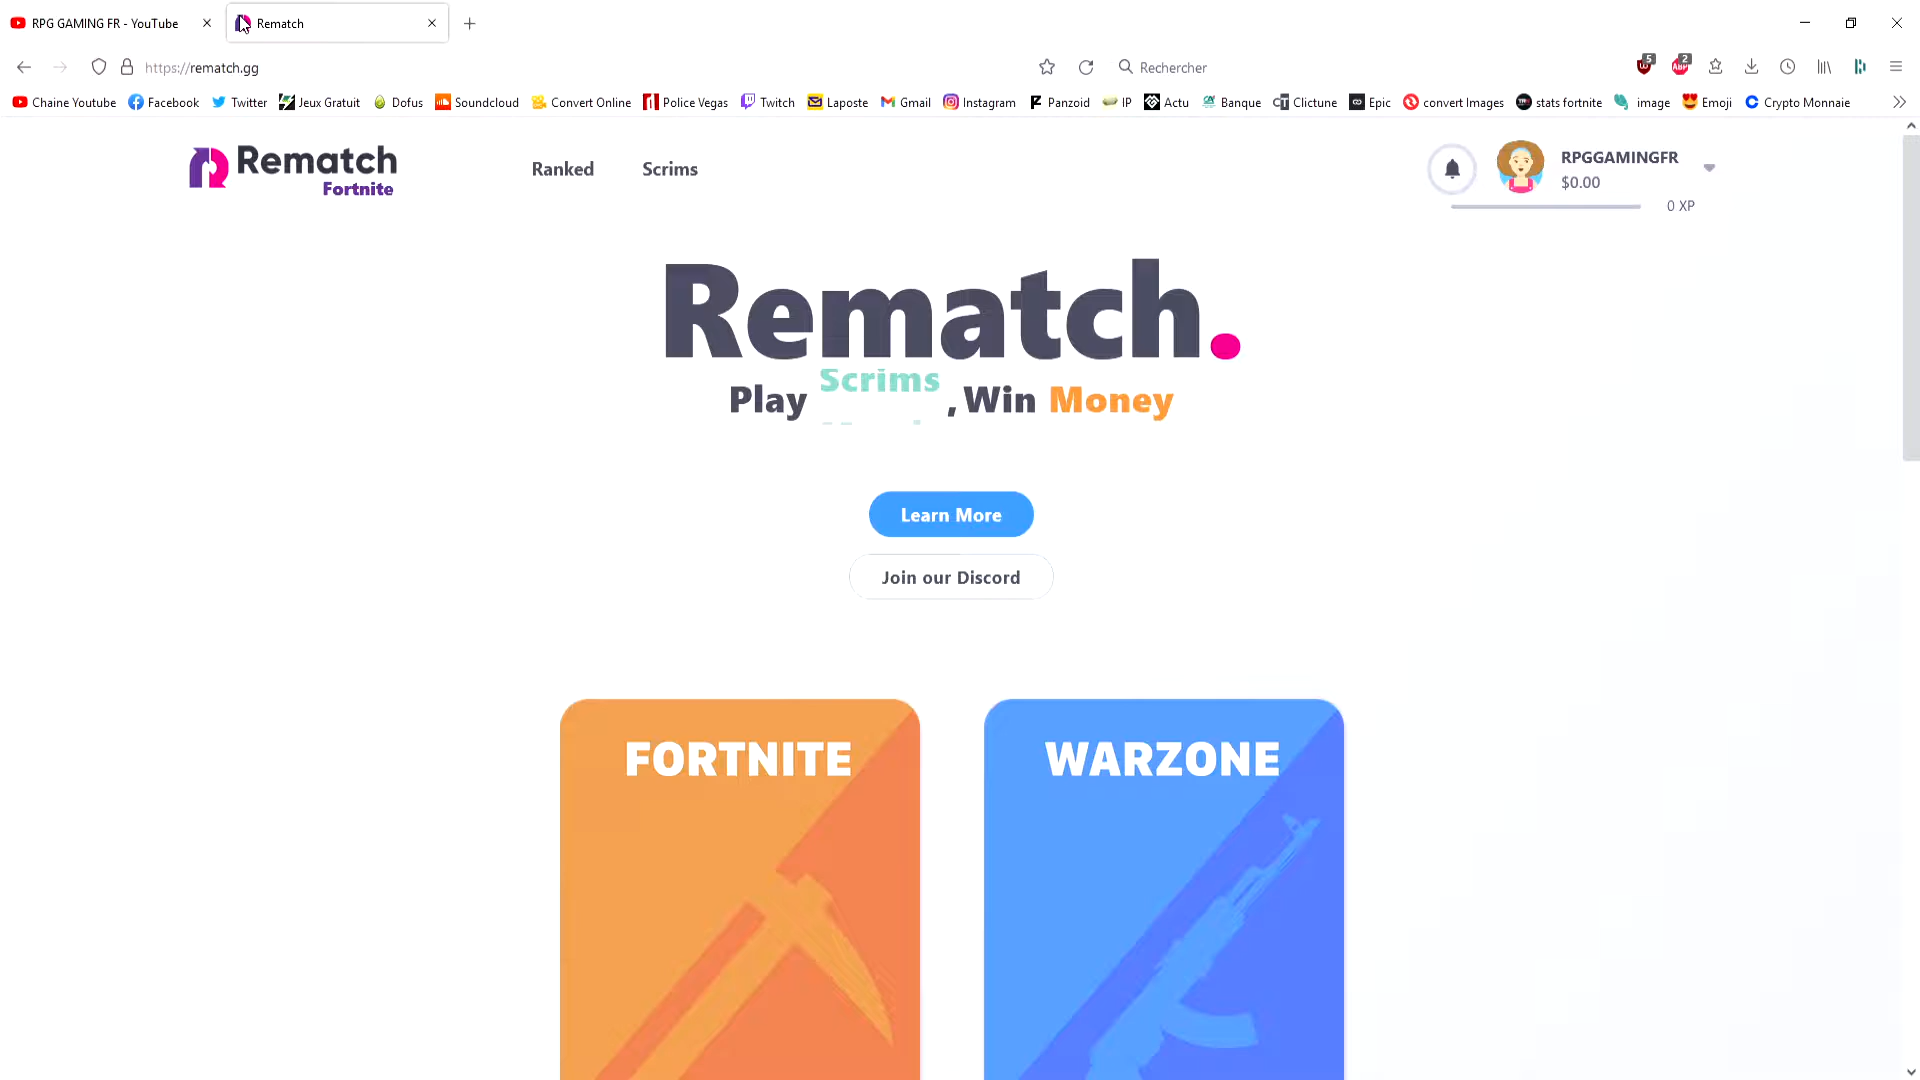 RPG GAMING FR - YouTube
Rematch
https://rematch.gg
Rechercher
5
2
ABP
Chaine Youtube Facebook Twitter Jeux Gratuit Dofus Soundcloud Convert Online Police Vegas Twitch Laposte Gmail Instagram Panzoid IP Actu Banque Clictune Epic convert Images stats fortnite image Emoji Crypto Monnaie
Rematch
Fortnite
Ranked
Scrims
RPGGAMINGFR
$0.00
0 XP
Rematch.
Play Scrims , Win Money
Learn More
Join our Discord
FORTNITE
WARZONE